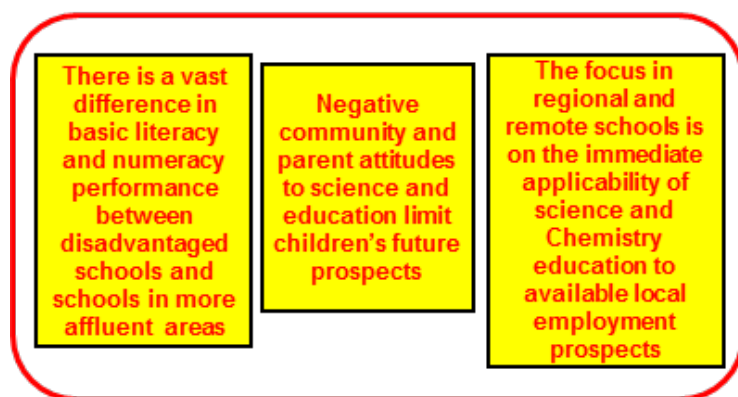 There is a vast
difference in
basic literacy
and numeracy
performance
between
disadvantaged
schools and
schools in more
affluent areas
Negative
community and
parent attitudes
to science and
education limit
children's future
prospects
The focus in
regional and
remote schools is
on the immediate
applicability of
science and
Chemistry
education to
available local
employment
prospects